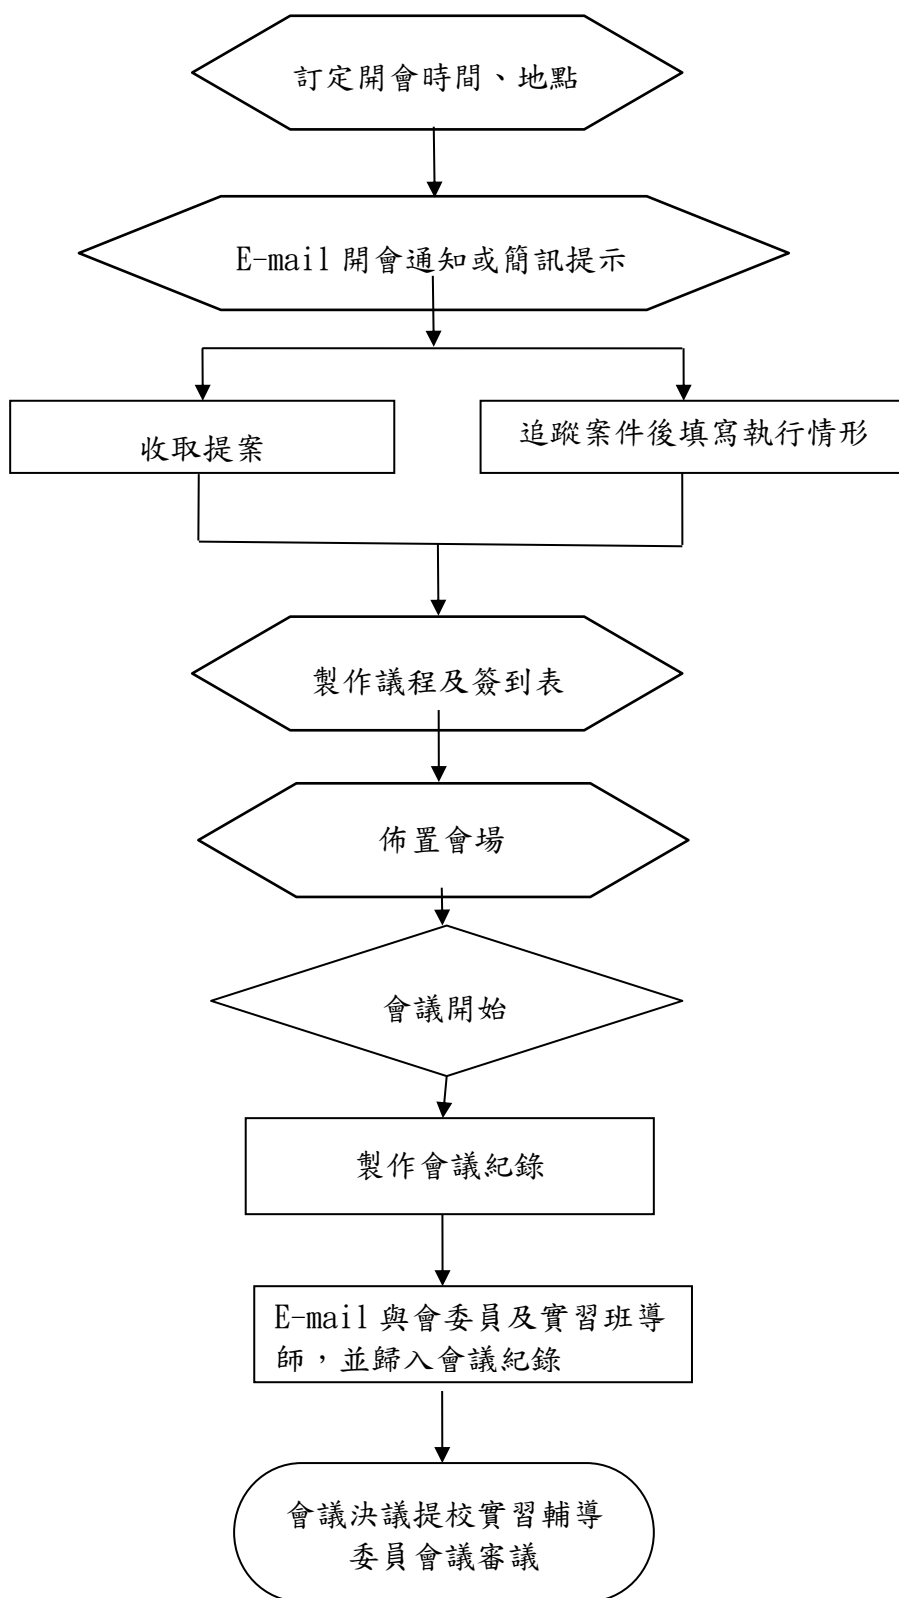 訂定開會時間、地點
E-mail 開會通知或簡訊提示
收取提案
追蹤案件後填寫執行情形
製作議程及簽到表
佈置會場
會議開始
製作會議紀錄
E-mail 與會委員及實習班導
師，並歸入會議紀錄
會議決議提校實習輔導
委員會議審議